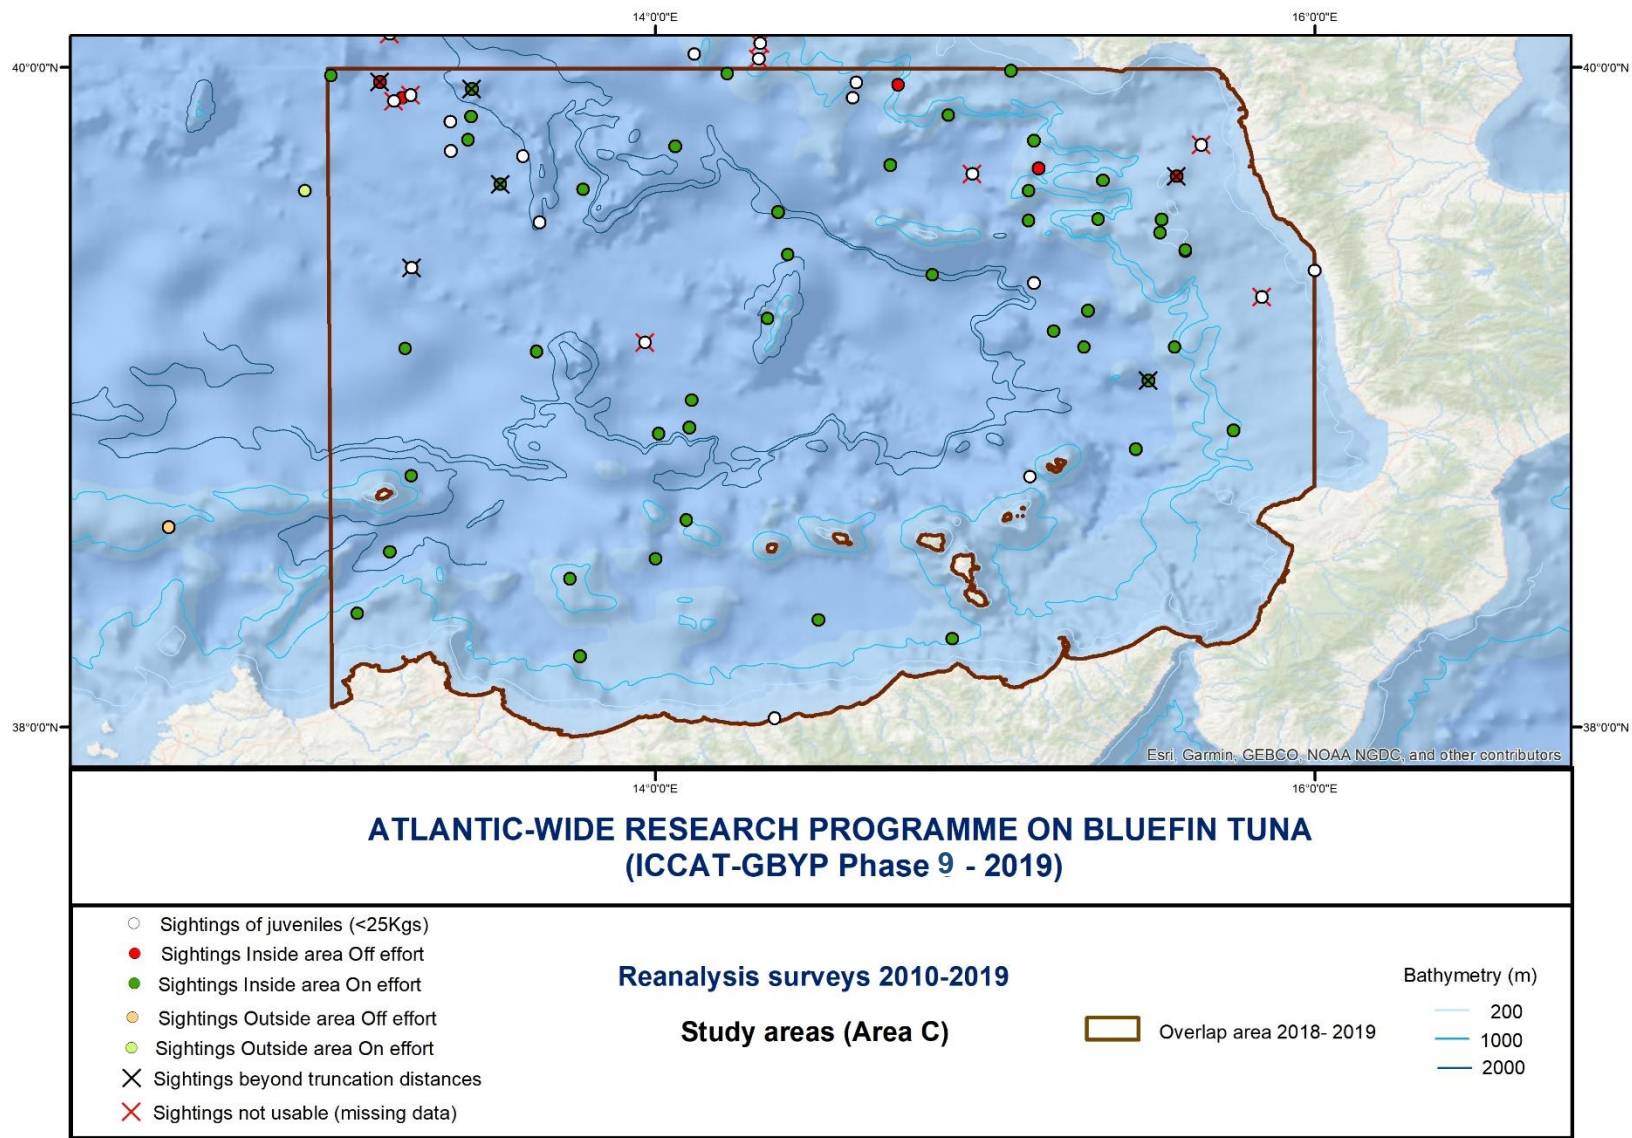 14°0'0"E 16°0'0"E
40°0'0"N 40°0'0"N
38°0'0"N 38°0'0"N
Esri, Garmin, GEBCO, NOAA NGDC, and other contributors
14°0'0"E 16°0'0"E
ATLANTIC-WIDE RESEARCH PROGRAMME ON BLUEFIN TUNA
(ICCAT-GBYP Phase 9 - 2019)
Sightings of juveniles (<25Kgs)
Sightings Inside area Off effort
Sightings Inside area On effort
Sightings Outside area Off effort
Sightings Outside area On effort
Sightings beyond truncation distances
Sightings not usable (missing data)
Reanalysis surveys 2010-2019
Study areas (Area C)
Overlap area 2018- 2019
Bathymetry (m)
200
1000
2000